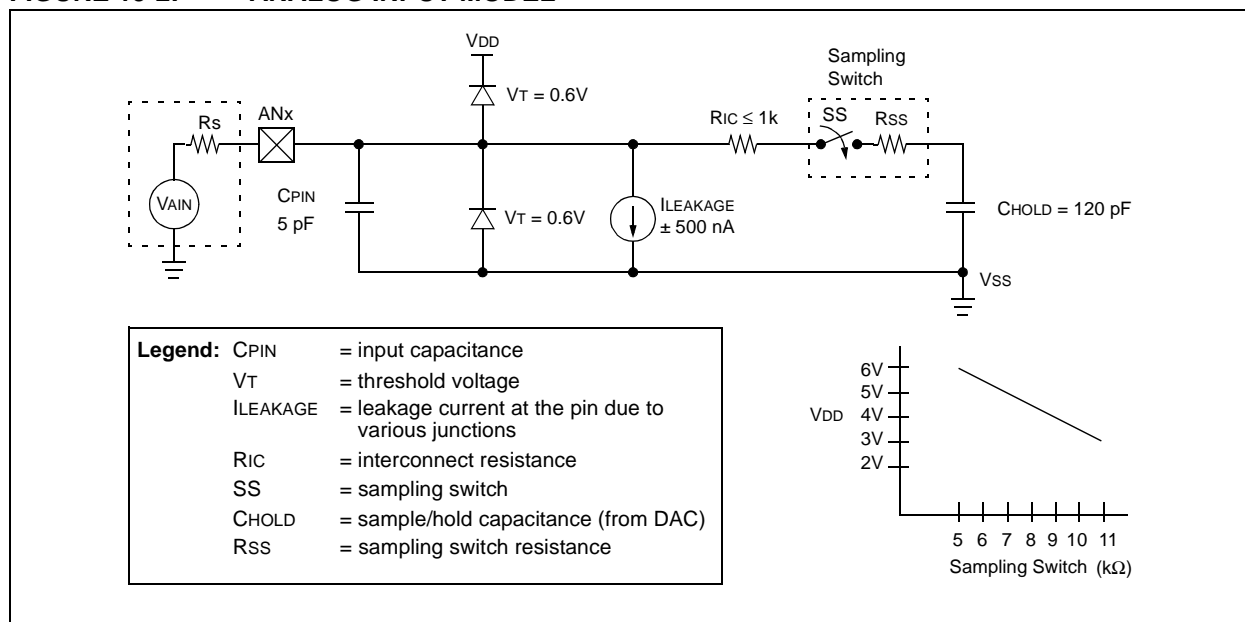 VDD
Sampling
Switch
VT = 0.6V
ANx
RIC ≤ 1k
SS
RSS
Rs
VAIN
CPIN
5 pF
VT = 0.6V
ILEAKAGE
± 500 nA
CHOLD = 120 pF
VSS
Legend: CPIN = input capacitance
VT = threshold voltage
ILEAKAGE = leakage current at the pin due to
various junctions
RIC = interconnect resistance
SS = sampling switch
CHOLD = sample/hold capacitance (from DAC)
RSS = sampling switch resistance
6V
5V
VDD 4V
3V
2V
5 6 7 8 9 10 11
Sampling Switch (kΩ)